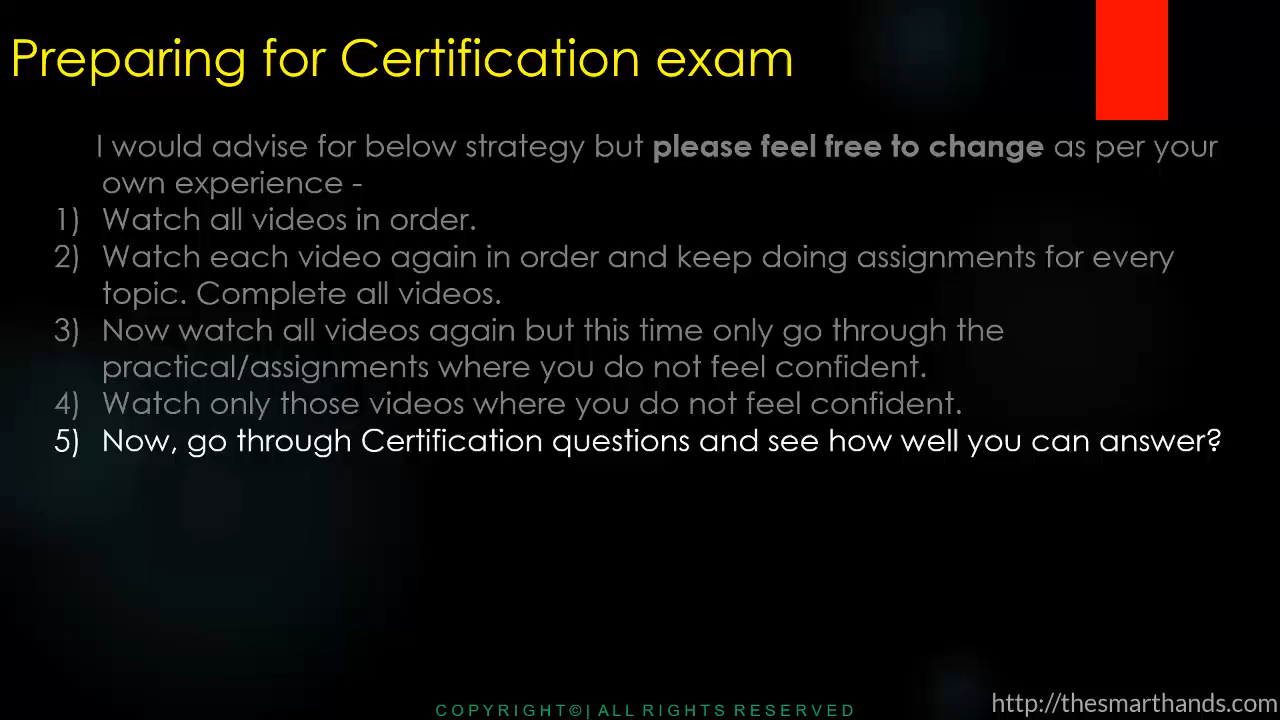 Preparing for Certification exam
I would advise for below strategy but please feel free to change as per your
own experience -
1) Watch all videos in order.
2) Watch each video again in order and keep doing assignments for every
topic. Complete all videos.
3) Now watch all videos again but this time only go through the
practical/assignments where you do not feel confident.
4) Watch only those videos where you do not feel confident.
5) Now, go through Certification questions and see how well you can answer?
COPYRIGHT©| ALL RIGHTS RESERVED
http://thesmarthands.com